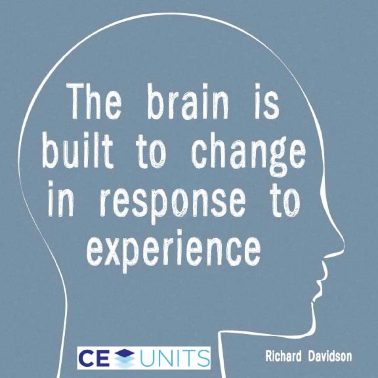 The brain is
built to change
in response to
experience
CE UNITS
Richard Davidson